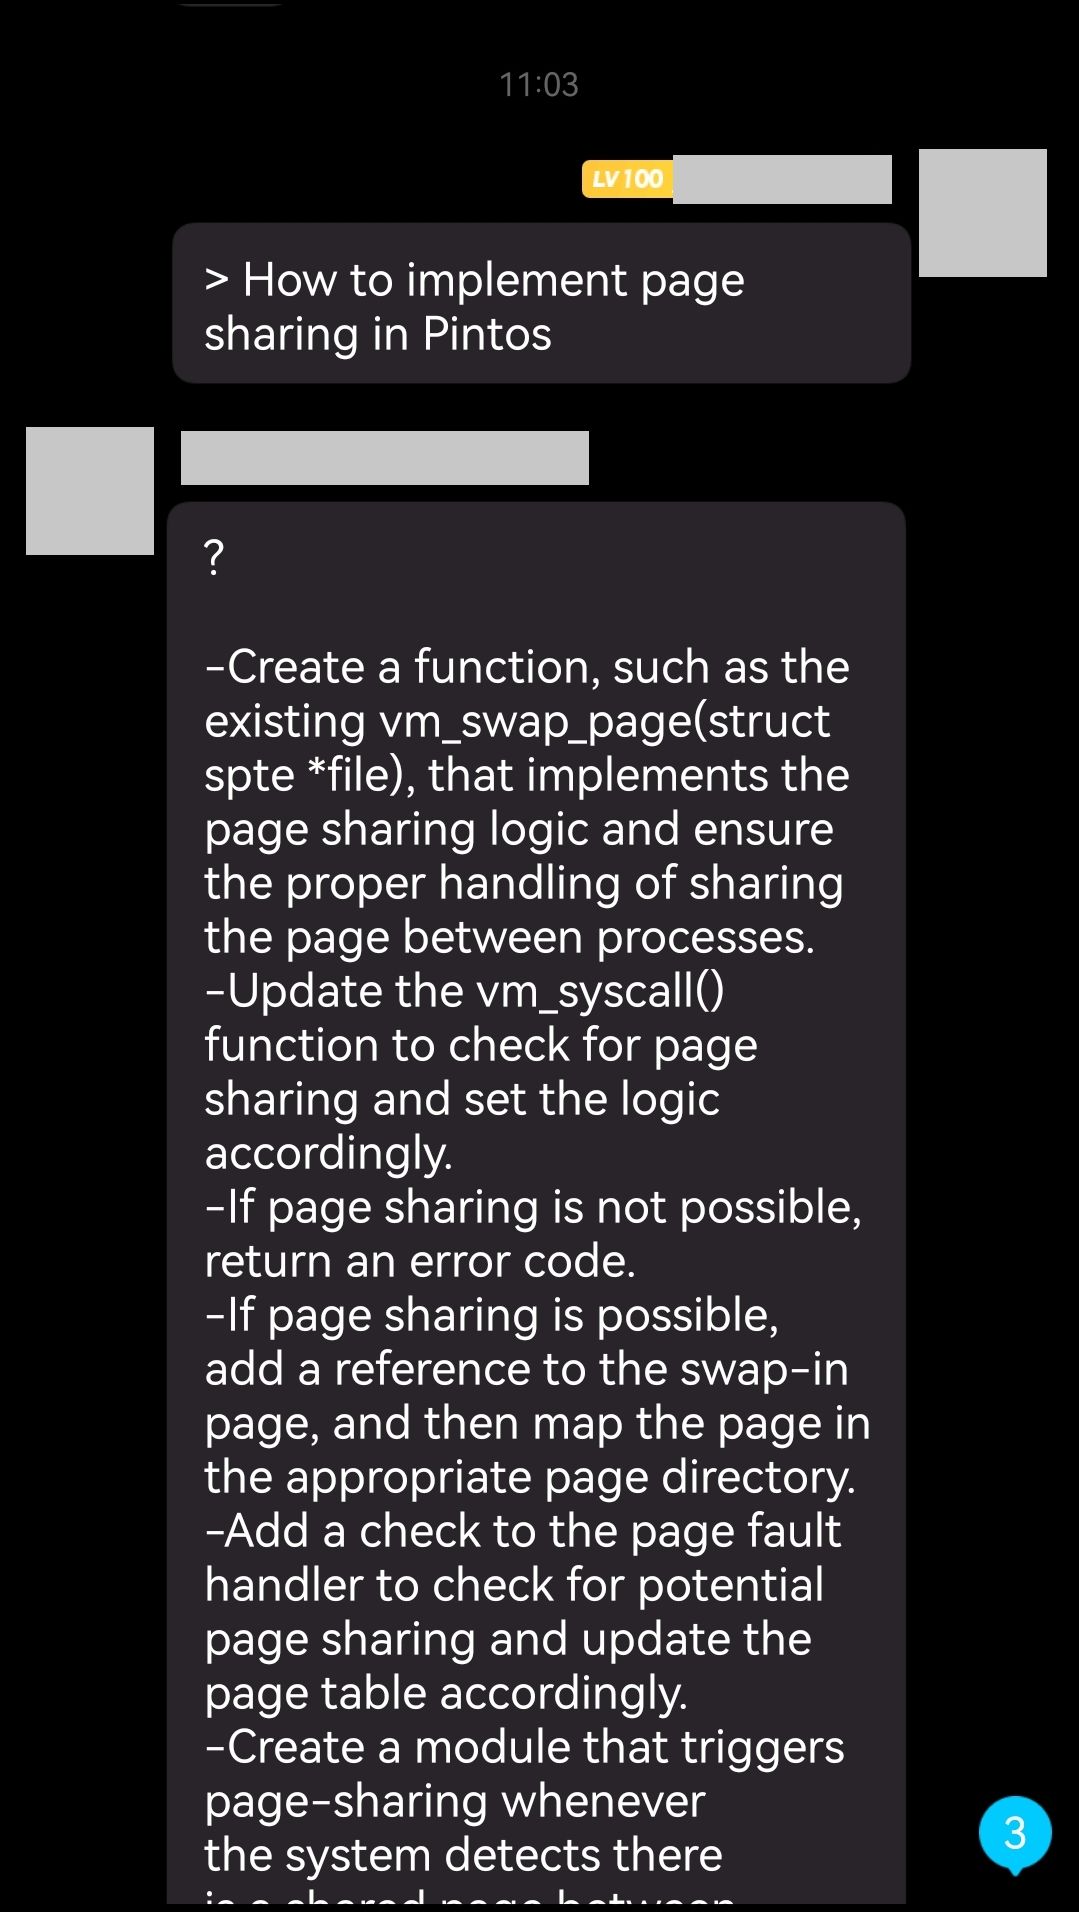 11:03
LV100
> How to implement page
sharing in Pintos
?
-Create a function, such as the
existing vm_swap_page(struct
spte *file), that implements the
page sharing logic and ensure
the proper handling of sharing
the page between processes.
-Update the vm_syscall()
function to check for page
sharing and set the logic
accordingly.
-If page sharing is not possible,
return an error code.
-If page sharing is possible,
add a reference to the swap-in
page, and then map the page in
the appropriate page directory.
-Add a check to the page fault
handler to check for potential
page sharing and update the
page table accordingly.
-Create a module that triggers
page-sharing whenever
the system detects there
is a shared page between
3